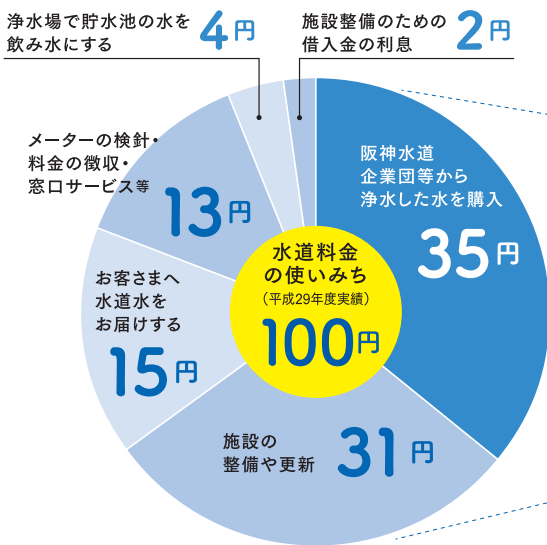 浄水場で貯水池の水を
飲み水にする
4円
施設整備のための
借入金の利息
2円
阪神水道
企業団等から
浄水した水を購入
35円
メーターの検針・
料金の徴収・
窓口サービス等
13円
水道料金
の使いみち
(平成29年度実績)
100円
お客さまへ
水道水を
お届けする
15円
施設の
整備や更新
31円